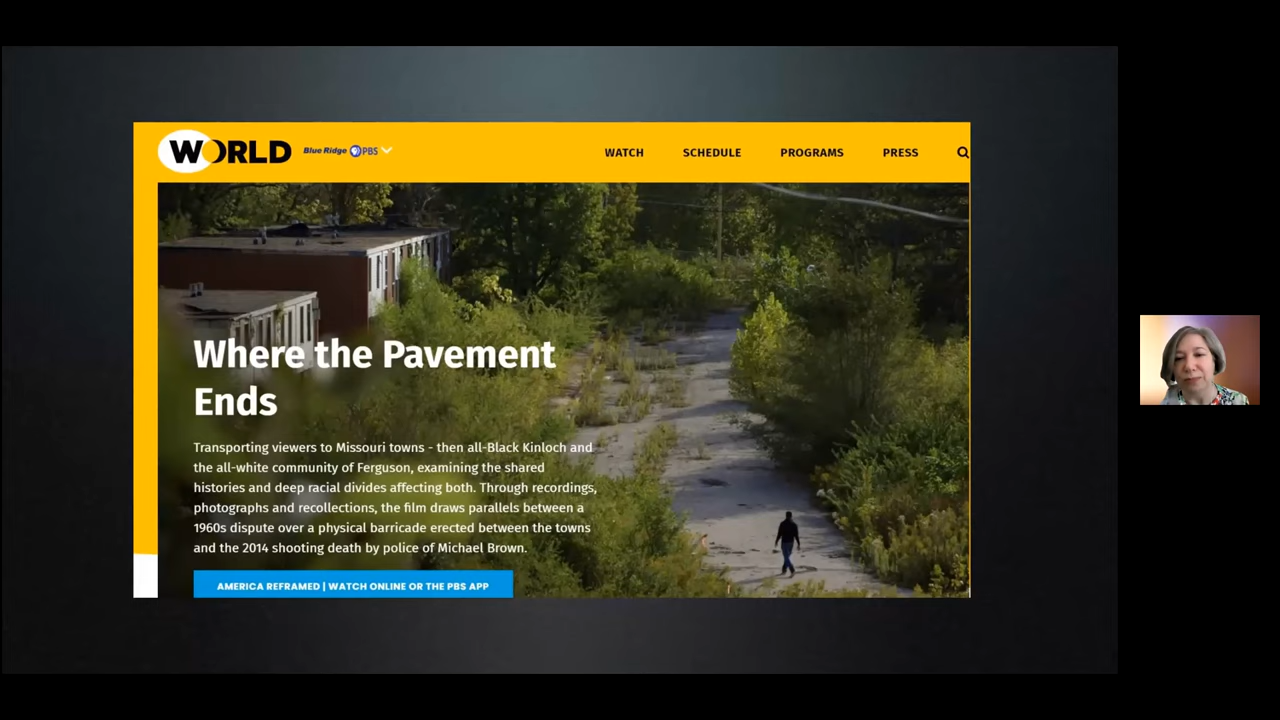 WORLD Blue Ridge PBS WATCH SCHEDULE PROGRAMS PRESS
Where the Pavement
Ends
Transporting viewers to Missouri towns - then all-Black Kinloch and
the all-white community of Ferguson, examining the shared
histories and deep racial divides affecting both. Through recordings,
photographs and recollections, the film draws parallels between a
1960s dispute over a physical barricade erected between the towns
and the 2014 shooting death by police of Michael Brown.
AMERICA REFRAMED | WATCH ONLINE OR THE PBS APP